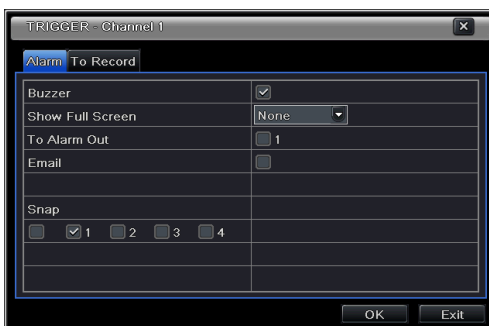 TRIGGER - Channel 1
Alarm To Record
Buzzer
Show Full Screen None
To Alarm Out 1
Email
Snap
1 2 3 4
OK Exit